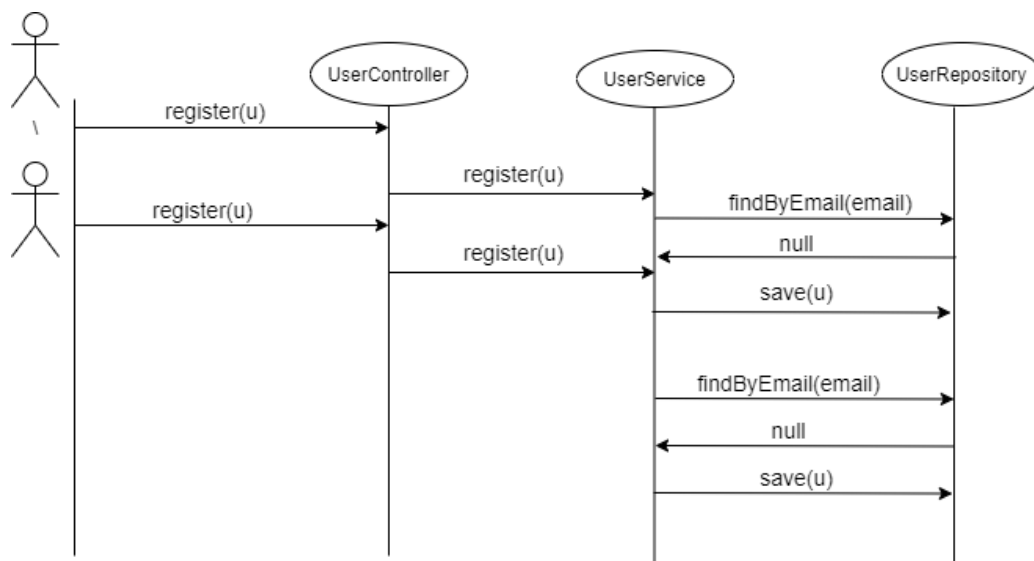 UserController
UserService
UserRepository
register(u)
\
register(u)
findByEmail(email)
register(u)
null
register(u)
save(u)
findByEmail(email)
null
save(u)